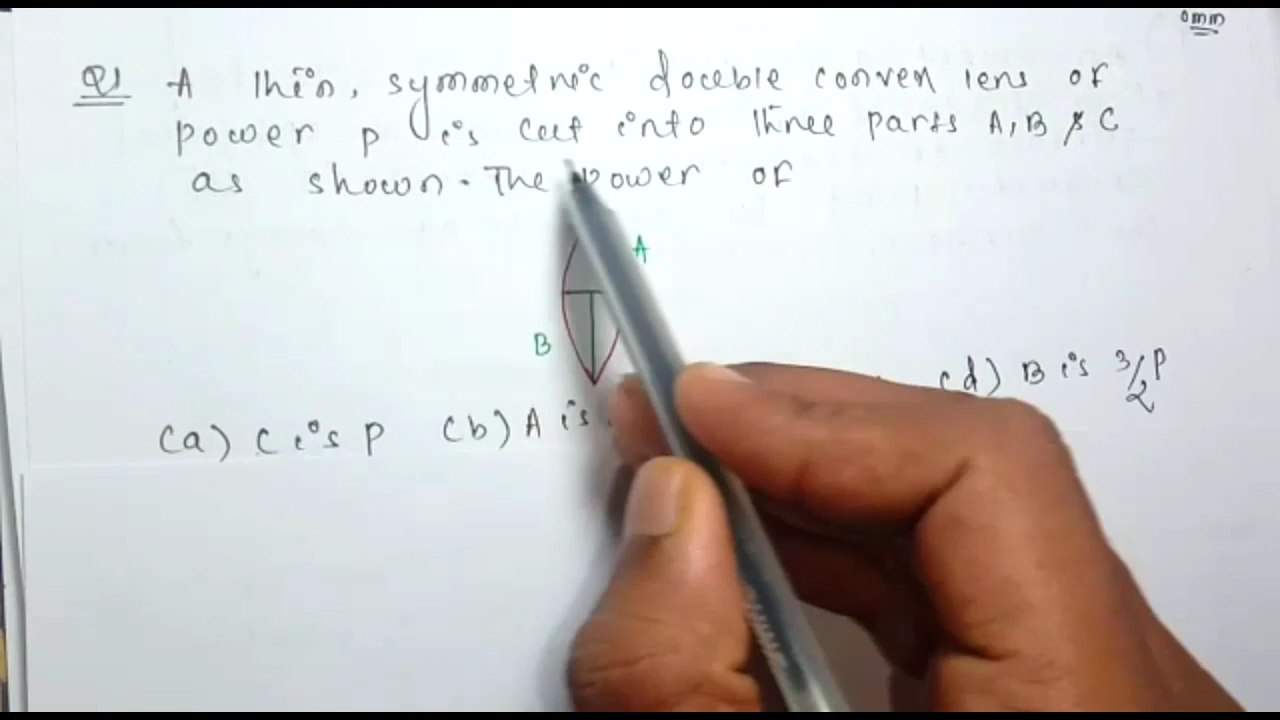 0mm
Q1 A thin, symmetric double convex lens of
power p is cut into three parts A, B & C
as shown. The power of
A
B
(a) C is P (b) A is (d) B is 3/2 P